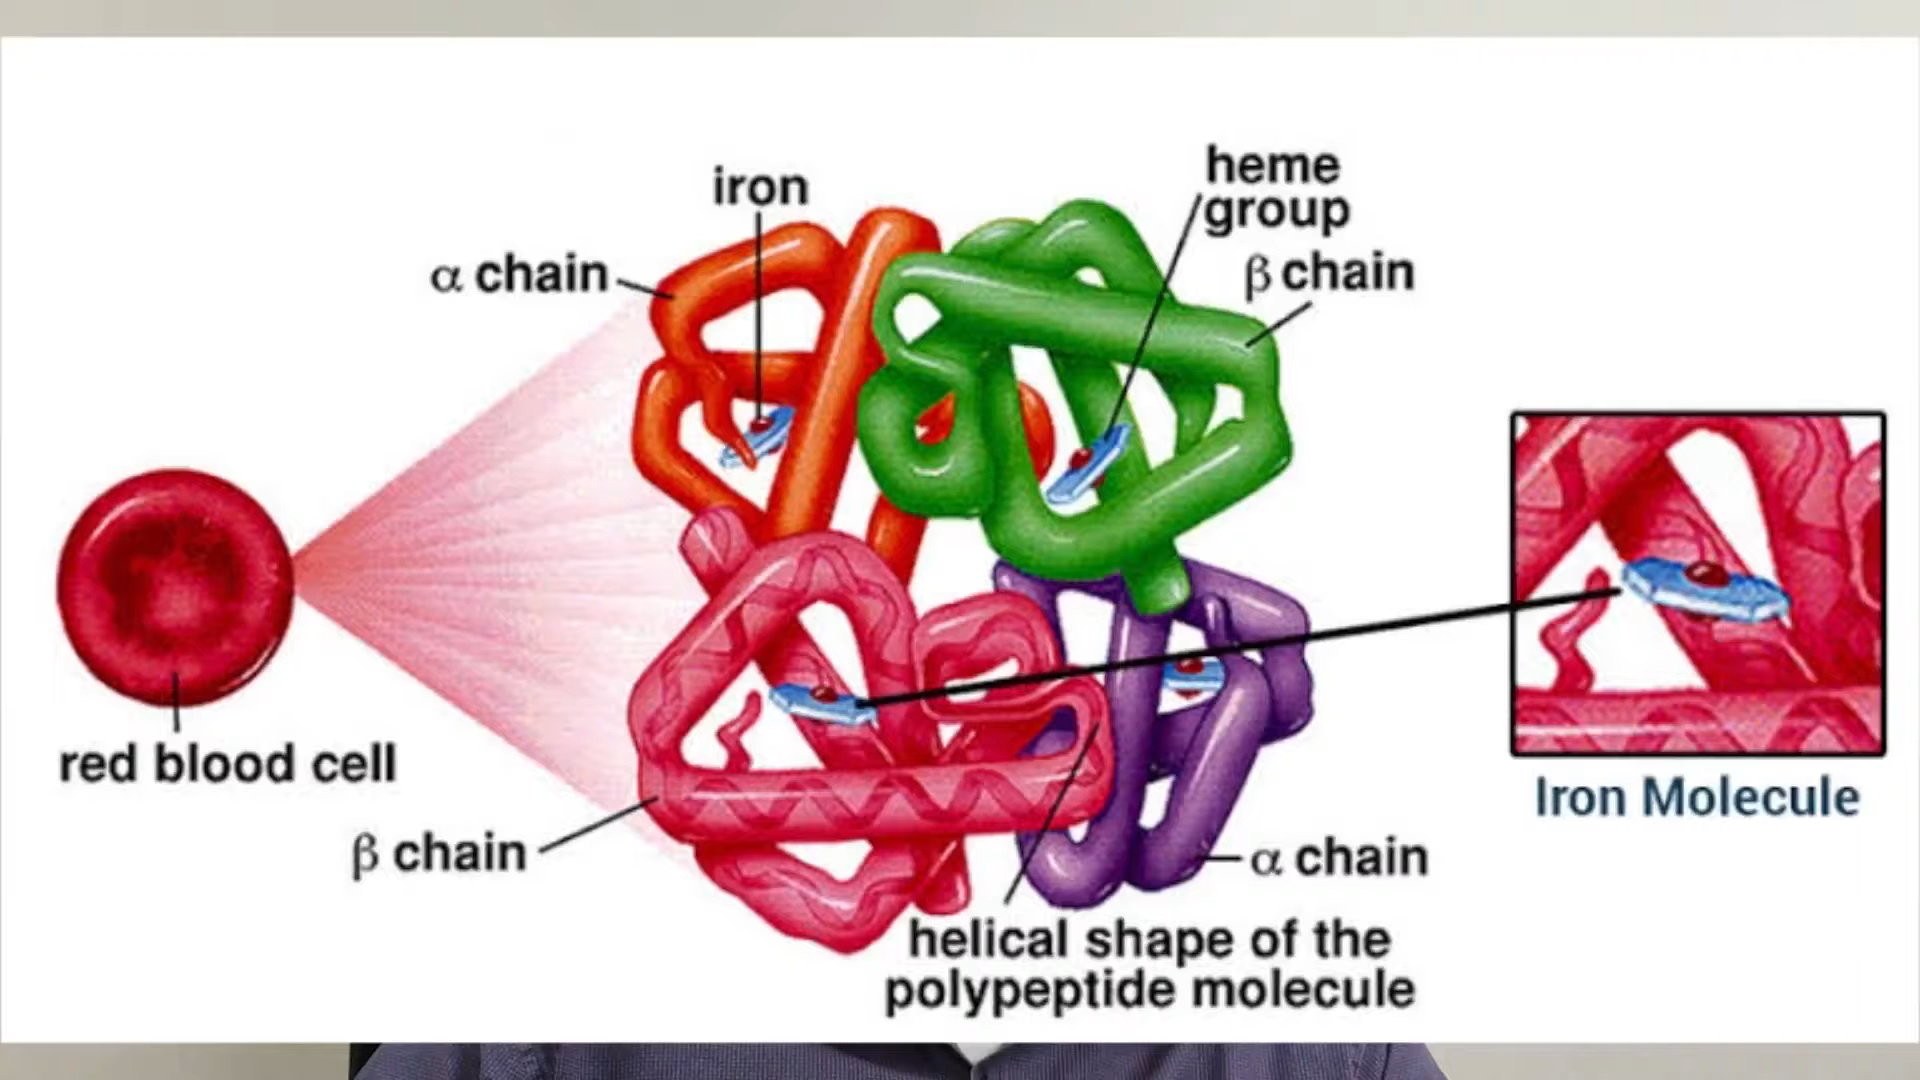 iron
heme
group
α chain
β chain
red blood cell
Iron Molecule
β chain
α chain
helical shape of the
polypeptide molecule